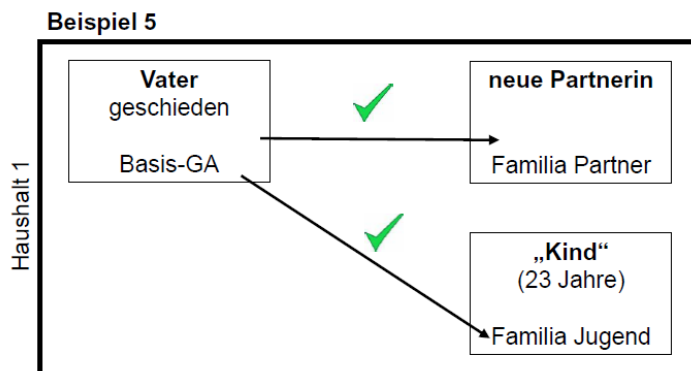 Beispiel 5
Haushalt 1
Vater
geschieden
Basis-GA
neue Partnerin
Familia Partner
„Kind“
(23 Jahre)
Familia Jugend